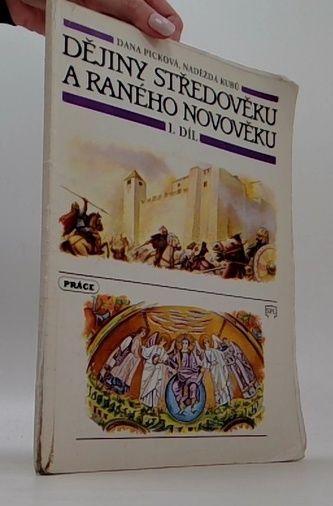 DANA PICKOVÁ, NADĚŽDA KUBŮ
DĚJINY STŘEDOVĚKU
A RANÉHO NOVOVĚKU
I. DÍL
PRÁCE